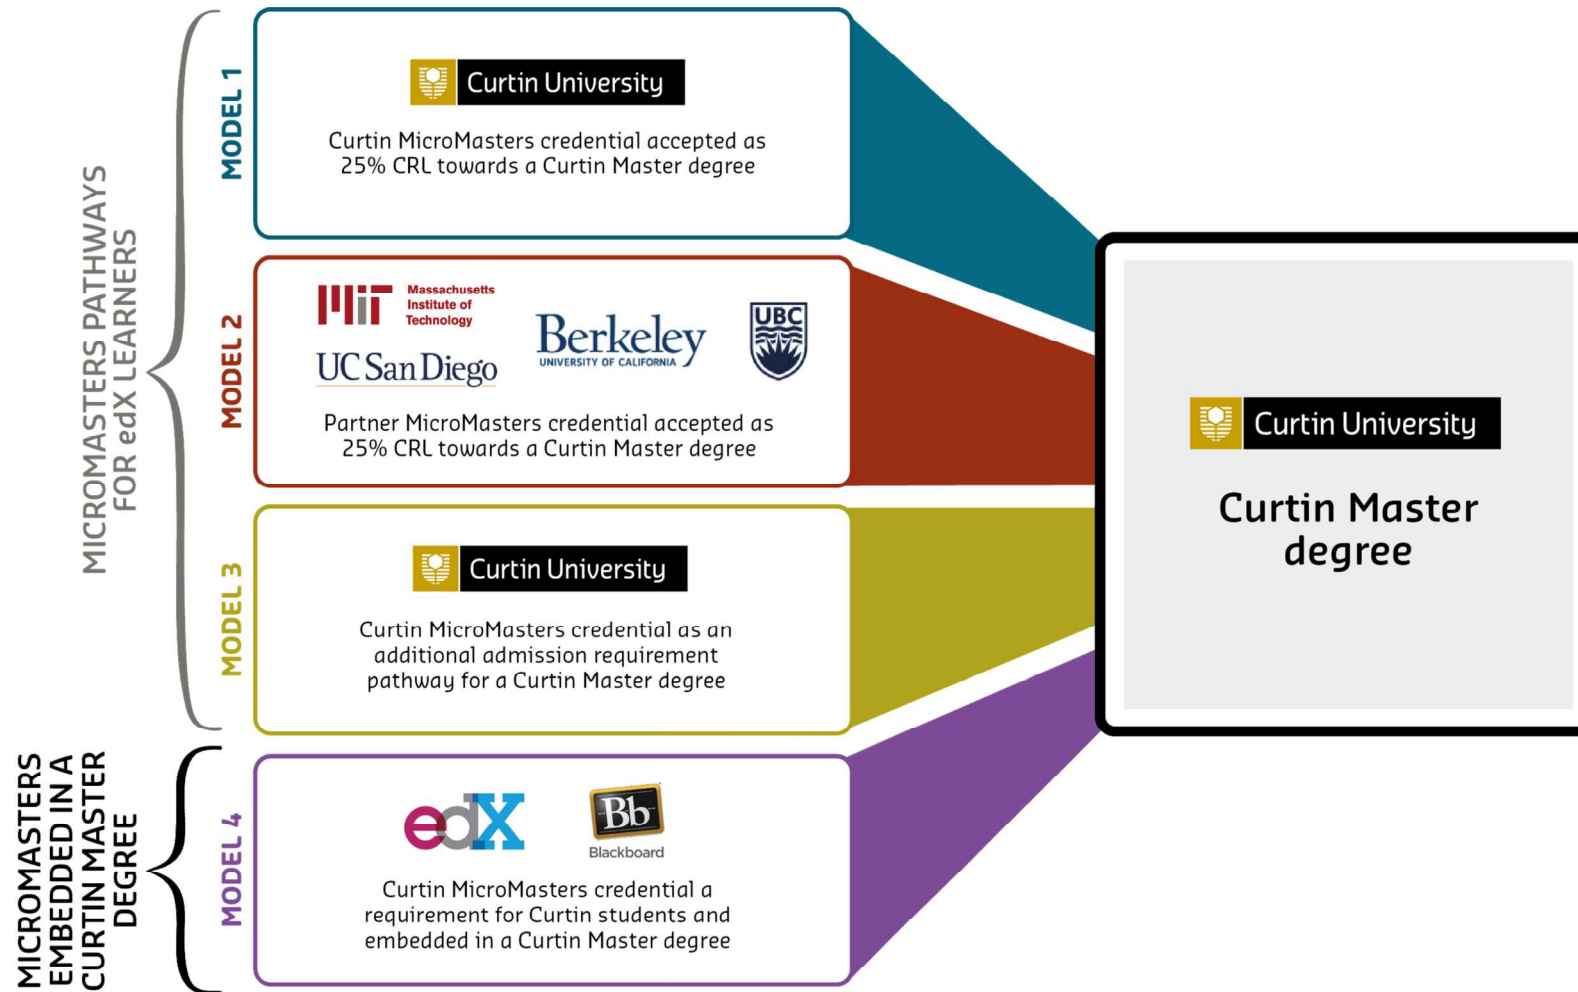 MICROMASTERS PATHWAYS
FOR edX LEARNERS
MODEL 1
Curtin University
Curtin MicroMasters credential accepted as
25% CRL towards a Curtin Master degree
MODEL 2
MIT
Massachusetts
Institute of
Technology
UC San Diego
Berkeley
UNIVERSITY OF CALIFORNIA
UBC
Partner MicroMasters credential accepted as
25% CRL towards a Curtin Master degree
MODEL 3
Curtin University
Curtin MicroMasters credential as an
additional admission requirement
pathway for a Curtin Master degree
MICROMASTERS
EMBEDDED IN A
CURTIN MASTER
DEGREE
MODEL 4
edX
Bb
Blackboard
Curtin MicroMasters credential a
requirement for Curtin students and
embedded in a Curtin Master degree
Curtin University
Curtin Master
degree